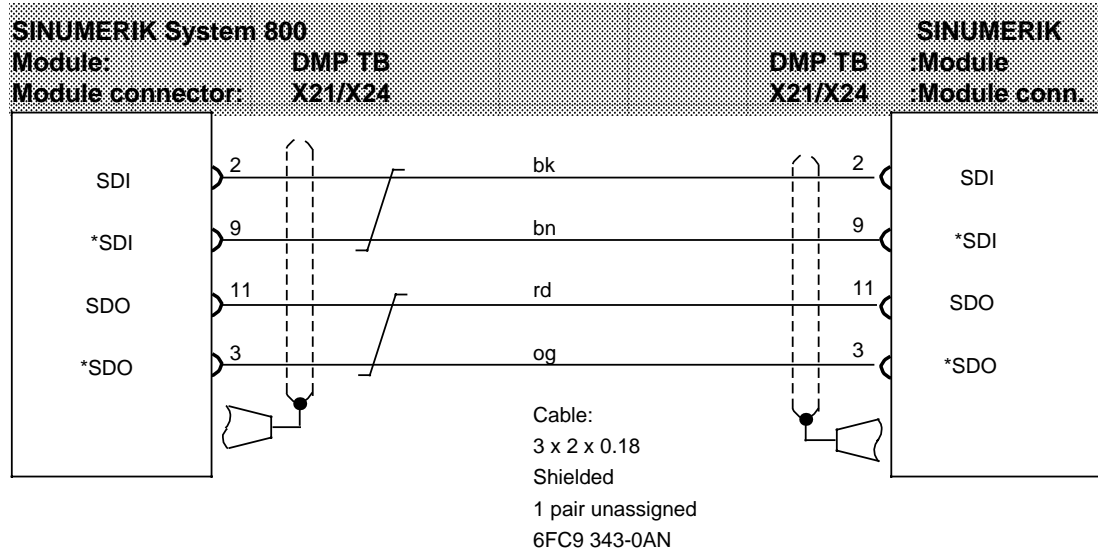 SINUMERIK System 800 SINUMERIK
Module: DMP TB DMP TB :Module
Module connector: X21/X24 X21/X24 :Module conn.
SDI 2 bk 2 SDI
*SDI 9 bn 9 *SDI
SDO 11 rd 11 SDO
*SDO 3 og 3 *SDO
Cable:
3 x 2 x 0.18
Shielded
1 pair unassigned
6FC9 343-0AN